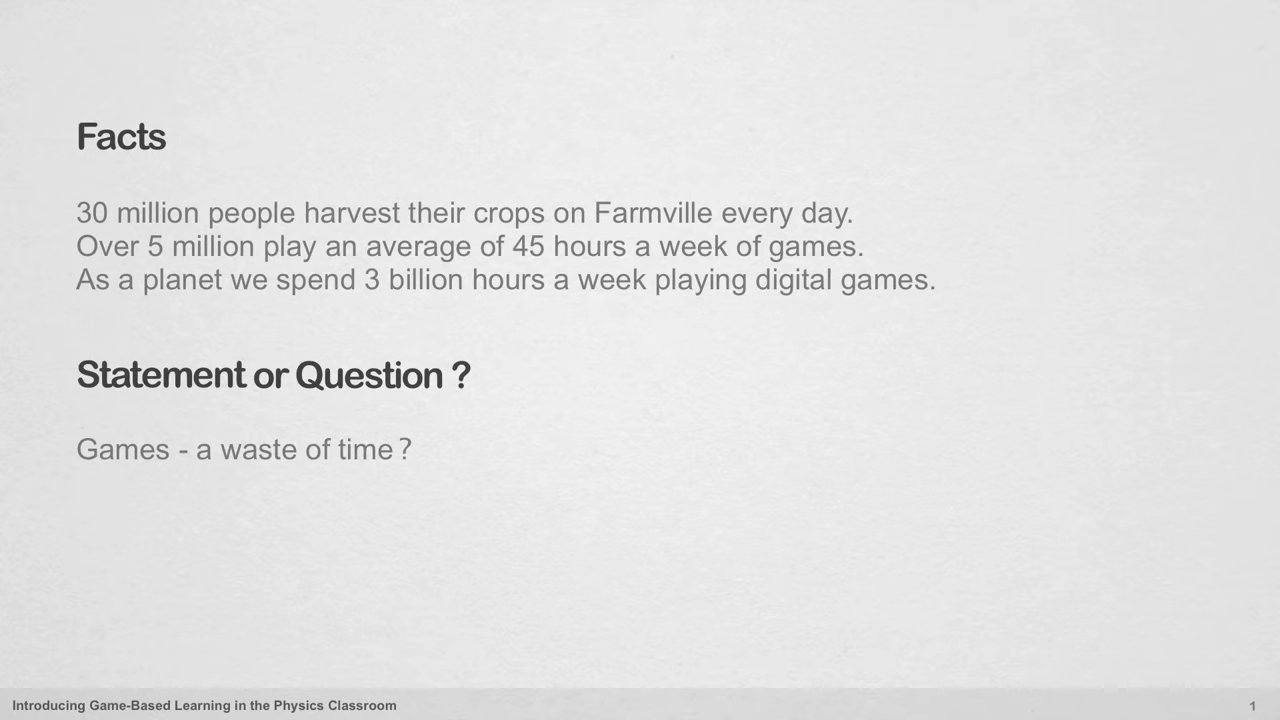 Facts
30 million people harvest their crops on Farmville every day.
Over 5 million play an average of 45 hours a week of games.
As a planet we spend 3 billion hours a week playing digital games.
Statement or Question ?
Games - a waste of time ?
Introducing Game-Based Learning in the Physics Classroom
1